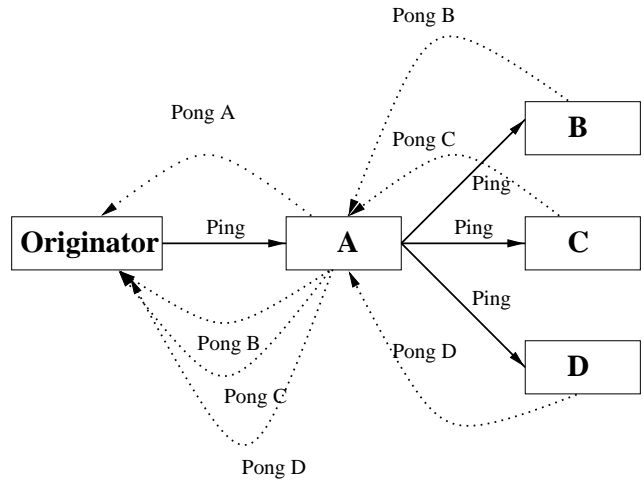 Pong B
Pong A
B
Pong C
Ping
Originator
Ping
A
Ping
C
Ping
Pong B
Pong D
D
Pong C
Pong D